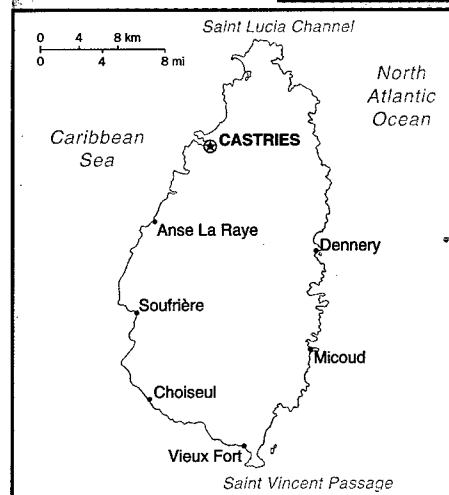 Saint Lucia Channel
0 4 8 km
0 4 8 mi
North
Atlantic
Ocean
Caribbean
Sea
CASTRIES
Anse La Raye
Dennery
Soufrière
Micoud
Choiseul
Vieux Fort
Saint Vincent Passage